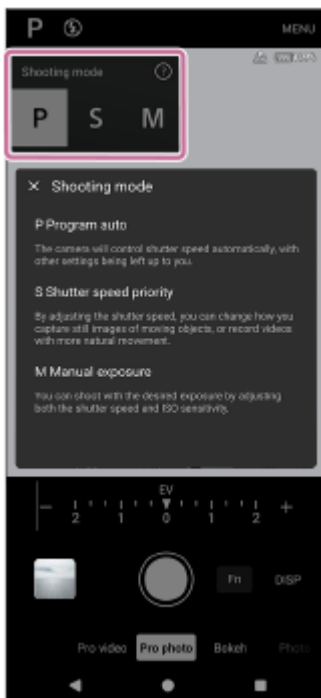 P
MENU
Shooting mode ?
P S M
× Shooting mode
P Program auto
The camera will control shutter speed automatically, with
other settings being left up to you.
S Shutter speed priority
By adjusting the shutter speed, you can change how you
capture still images of moving objects, or record videos
with more natural movement.
M Manual exposure
You can shoot with the desired exposure by adjusting
both the shutter speed and ISO sensitivity.
EV
− 2 1 0 1 2 +
Fn DISP
Pro video Pro photo Bokeh Photo